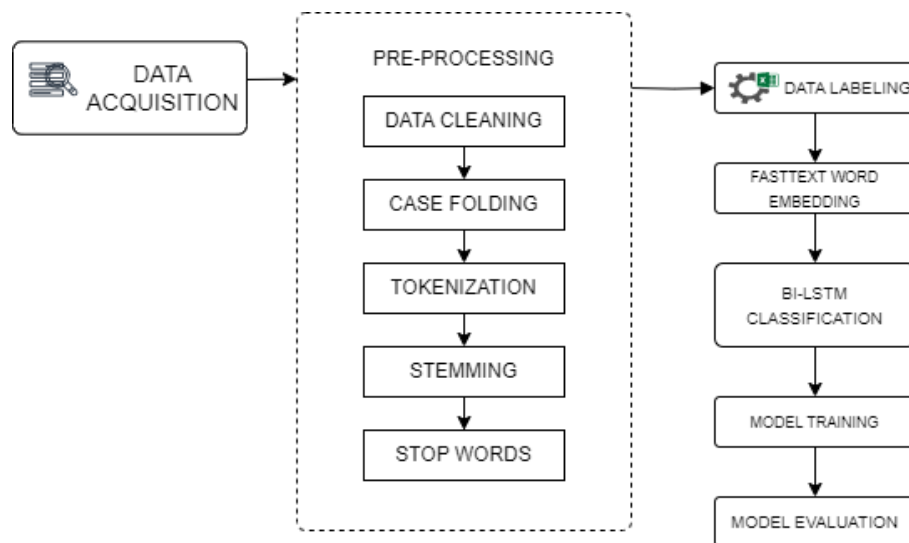 DATA
ACQUISITION
PRE-PROCESSING
DATA CLEANING
CASE FOLDING
TOKENIZATION
STEMMING
STOP WORDS
DATA LABELING
FASTTEXT WORD
EMBEDDING
BI-LSTM
CLASSIFICATION
MODEL TRAINING
MODEL EVALUATION